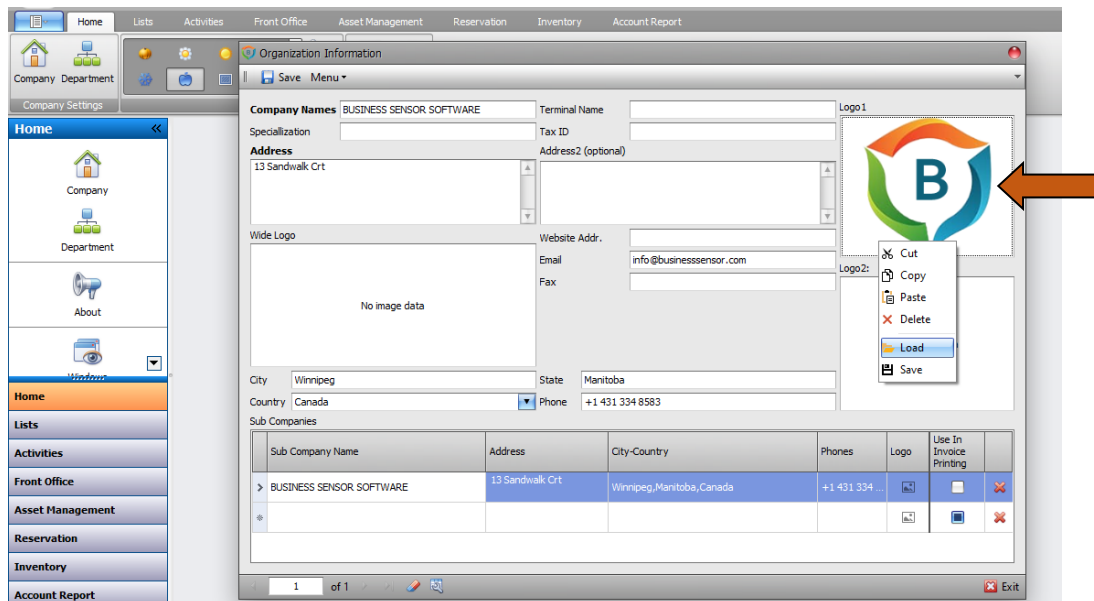 Home Lists Activities Front Office Asset Management Reservation Inventory Account Report
Company Department
Company Settings
Home «
Company
Department
About
Windows
Home
Lists
Activities
Front Office
Asset Management
Reservation
Inventory
Account Report
Organization Information
Save Menu
Company Names BUSINESS SENSOR SOFTWARE Terminal Name Logo1
Speciallization Tax ID
Address Address2 (optional)
13 Sandwalk Crt
B
Wide Logo Website Addr.
Email info@businesssensor.com
Fax
Logo2:
No image data
Cut
Copy
Paste
Delete
Load
Save
City Winnipeg State Manitoba
Country Canada Phone +1 431 334 8583
Sub Companies
Sub Company Name Address City-Country Phones Logo Use In Invoice Printing
BUSINESS SENSOR SOFTWARE 13 Sandwalk Crt Winnipeg,Manitoba,Canada +1 431 334 ...
1 of 1 Exit